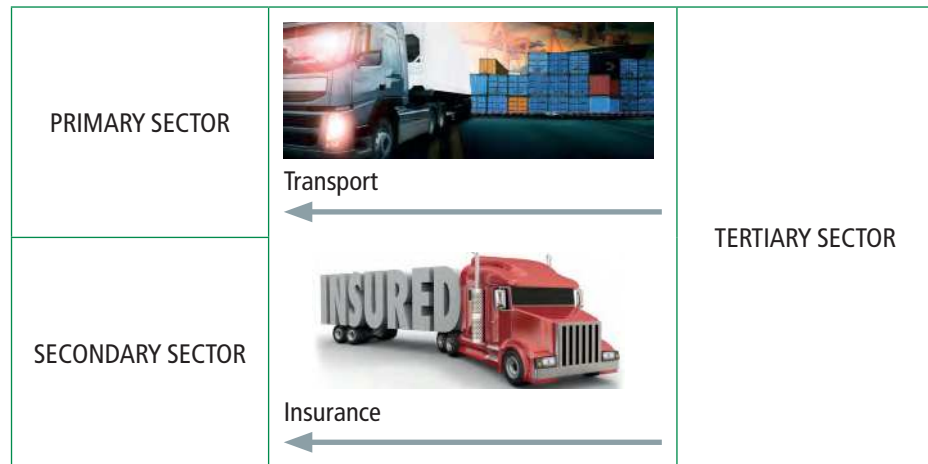 PRIMARY SECTOR
Transport
TERTIARY SECTOR
SECONDARY SECTOR
INSURED
Insurance